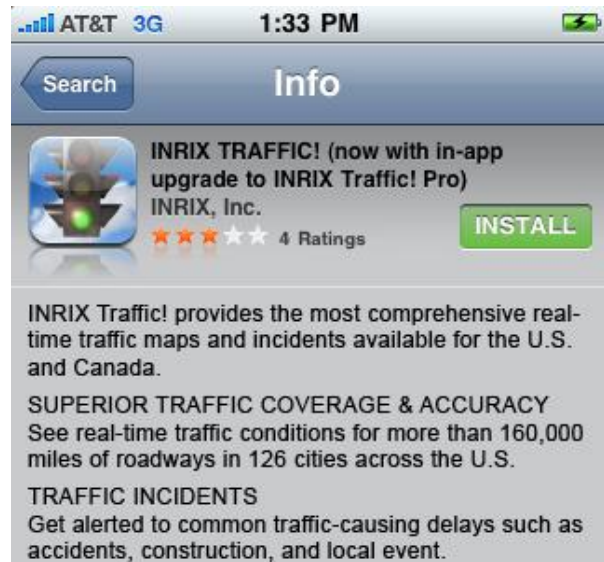 AT&T 3G 1:33 PM
Search Info
INRIX TRAFFIC! (now with in-app
upgrade to INRIX Traffic! Pro)
INRIX, Inc.
4 Ratings
INSTALL
INRIX Traffic! provides the most comprehensive real-
time traffic maps and incidents available for the U.S.
and Canada.
SUPERIOR TRAFFIC COVERAGE & ACCURACY
See real-time traffic conditions for more than 160,000
miles of roadways in 126 cities across the U.S.
TRAFFIC INCIDENTS
Get alerted to common traffic-causing delays such as
accidents, construction, and local event.